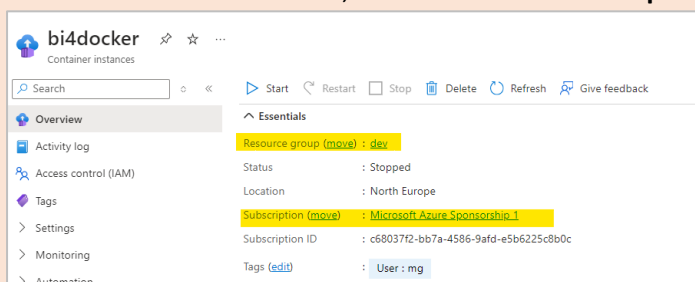 bi4docker
Container instances
Search
Start Restart Stop Delete Refresh Give feedback
Overview
Activity log
Access control (IAM)
Tags
Settings
Monitoring
Automation
Essentials
Resource group (move) : dev
Status : Stopped
Location : North Europe
Subscription (move) : Microsoft Azure Sponsorship 1
Subscription ID : c68037f2-bb7a-4586-9afd-e5b6225c8b0c
Tags (edit) : User : mg